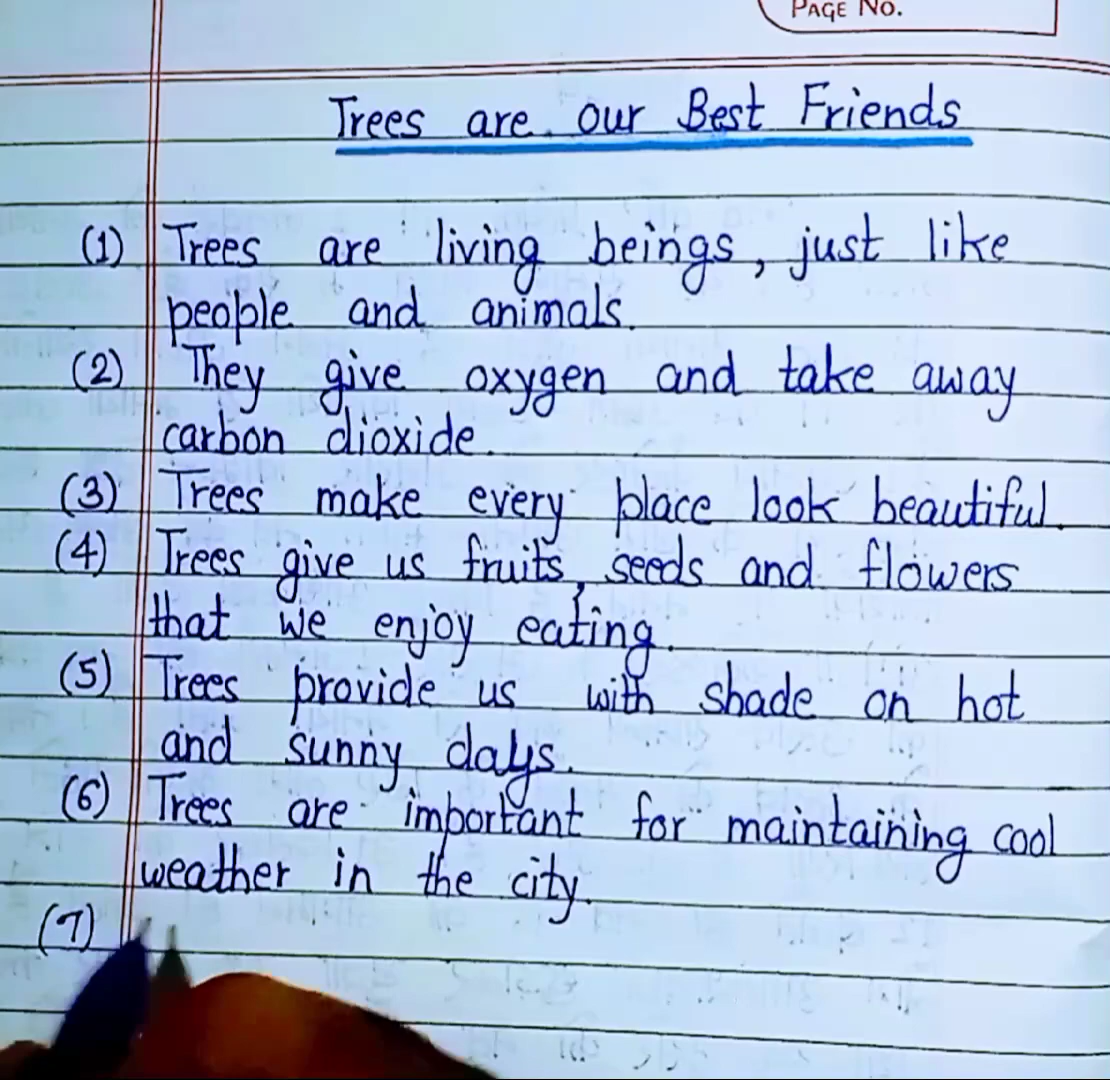 PAGE NO.
Trees are our Best Friends
(1) Trees are living beings, just like
people and animals.
(2) They give oxygen and take away
carbon dioxide.
(3) Trees make every place look beautiful.
(4) Trees give us fruits, seeds and flowers
that we enjoy eating.
(5) Trees provide us with shade on hot
and sunny days.
(6) Trees are important for maintaining cool
weather in the city.
(7)